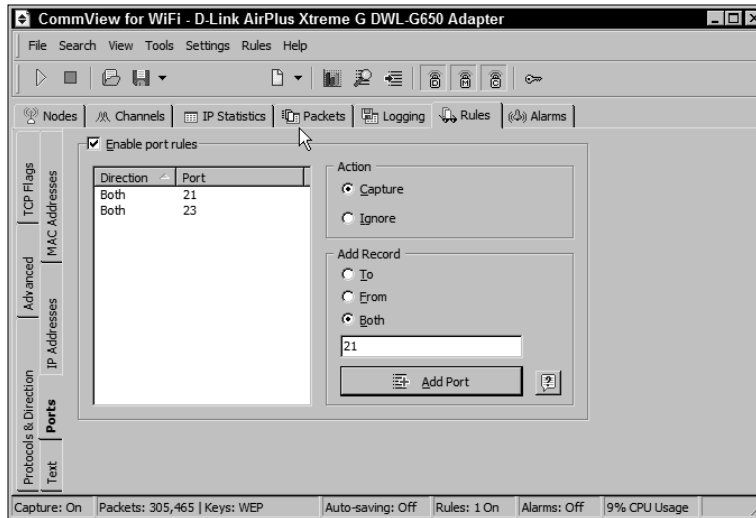 CommView for WiFi - D-Link AirPlus Xtreme G DWL-G650 Adapter
File Search View Tools Settings Rules Help
D M C
Nodes Channels IP Statistics Packets Logging Rules Alarms
TCP Flags
MAC Addresses
Advanced
IP Addresses
Protocols & Direction
Ports
Text
Enable port rules
Direction Port
Both 21
Both 23
Action
Capture
Ignore
Add Record
To
From
Both
21
Add Port
?
Capture: On Packets: 305,465 | Keys: WEP Auto-saving: Off Rules: 1 On Alarms: Off 9% CPU Usage